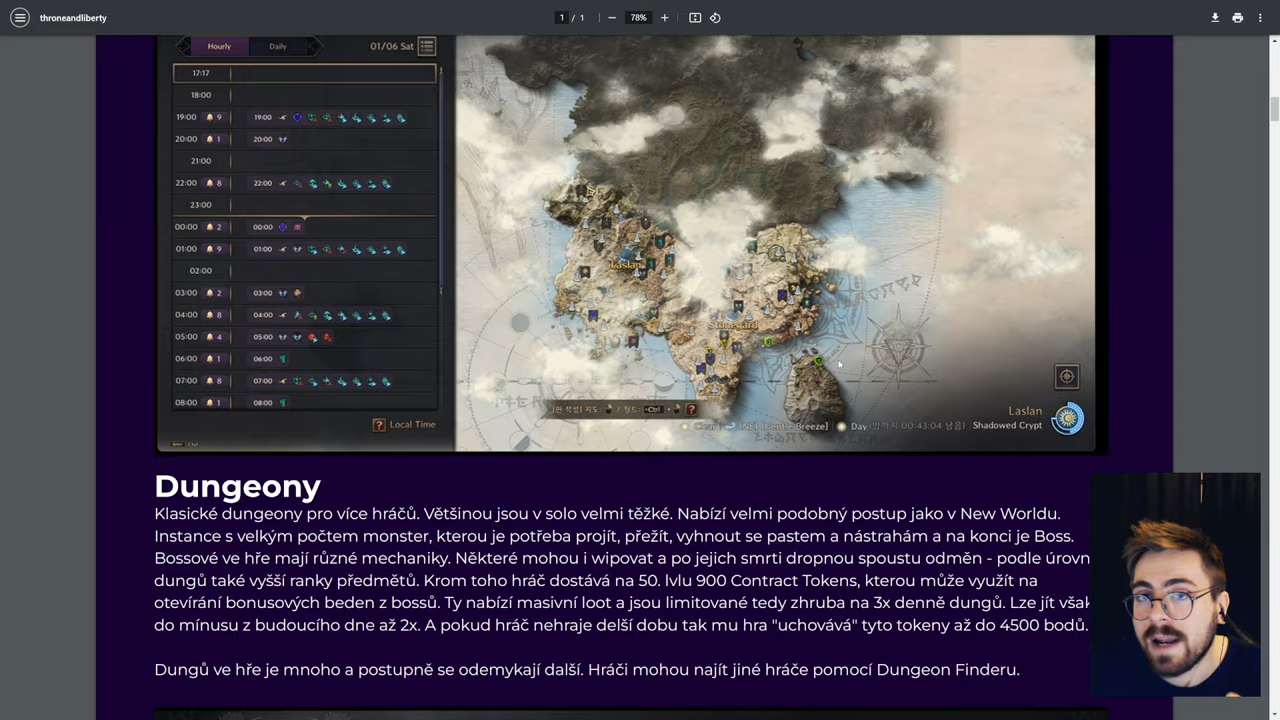 throneandliberty
1 / 1
78%
Hourly
Daily
01/06 Sat
17:17
18:00
19:00 9 19:00
20:00 1 20:00
21:00
22:00 8 22:00
23:00
00:00 2 00:00
01:00 9 01:00
02:00
03:00 2 03:00
04:00 8 04:00
05:00 4 05:00
06:00 1 06:00
07:00 8 07:00
08:00 1 08:00
? Local Time
Laslan
Stonegard
Ctrl
?
Clear
Day
00:43:04
Laslan
Shadowed Crypt
Dungeony
Klasické dungeony pro více hráčů. Většinou jsou v solo velmi těžké. Nabízí velmi podobný postup jako v New Worldu.
Instance s velkým počtem monster, kterou je potřeba projít, přežít, vyhnout se pastem a nástrahám a na konci je Boss.
Bossové ve hře mají různé mechaniky. Některé mohou i wipovat a po jejich smrti dropnou spoustu odměn - podle úrovn
dungů také vyšší ranky předmětů. Krom toho hráč dostává na 50. lvlu 900 Contract Tokens, kterou může využít na
otevírání bonusových beden z bossů. Ty nabízí masivní loot a jsou limitované tedy zhruba na 3x denně dungů. Lze jít však
do mínusu z budoucího dne až 2x. A pokud hráč nehraje delší dobu tak mu hra "uchovává" tyto tokeny až do 4500 bodů.
Dungů ve hře je mnoho a postupně se odemykají další. Hráči mohou najít jiné hráče pomocí Dungeon Finderu.